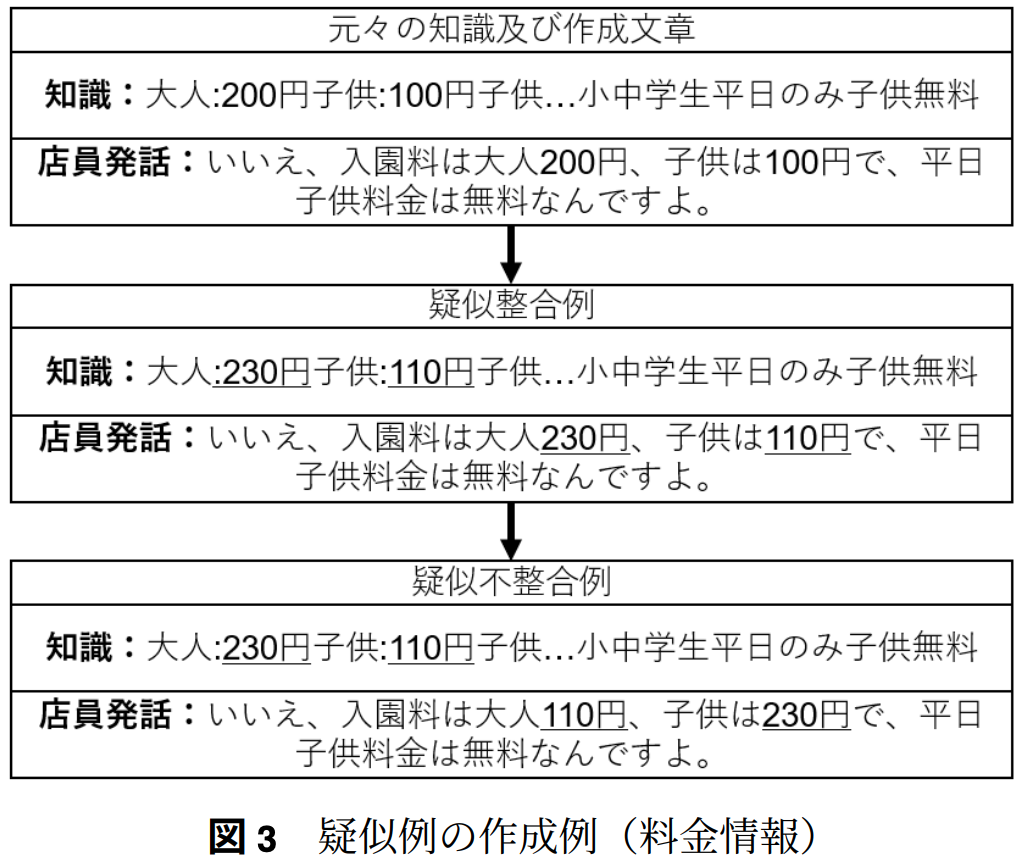 元々の知識及び作成文章
知識：大人:200円子供:100円子供…小中学生平日のみ子供無料
店員発話：いいえ、入園料は大人200円、子供は100円で、平日
子供料金は無料なんですよ。
疑似整合例
知識：大人:230円子供:110円子供…小中学生平日のみ子供無料
店員発話：いいえ、入園料は大人230円、子供は110円で、平日
子供料金は無料なんですよ。
疑似不整合例
知識：大人:230円子供:110円子供…小中学生平日のみ子供無料
店員発話：いいえ、入園料は大人110円、子供は230円で、平日
子供料金は無料なんですよ。
図 3　疑似例の作成例（料金情報）